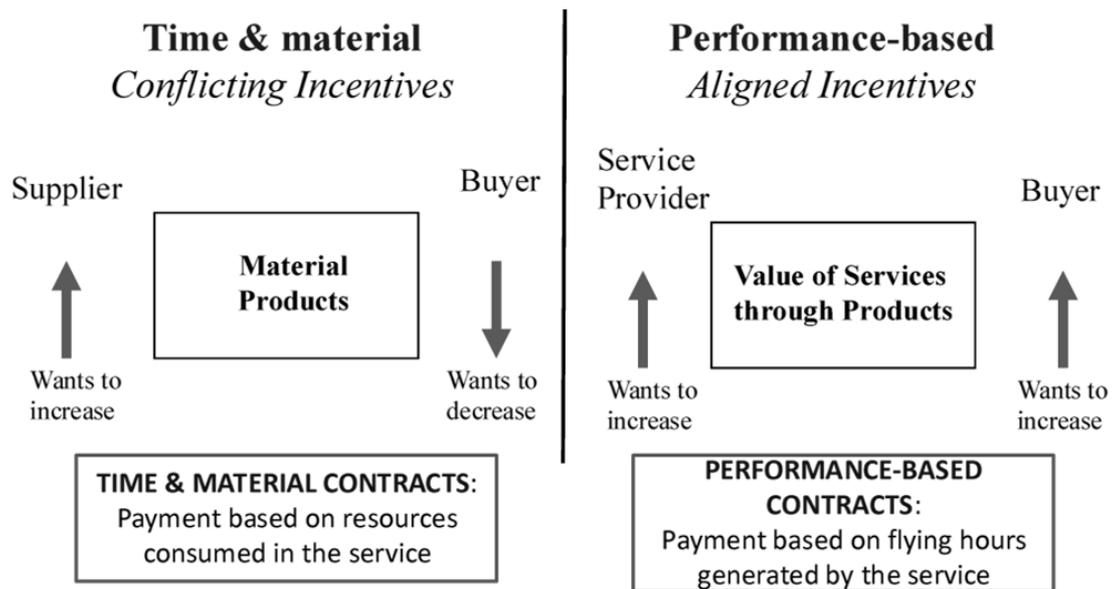 Time & material
Conflicting Incentives
Supplier
Buyer
Material
Products
Wants to
increase
Wants to
decrease
TIME & MATERIAL CONTRACTS:
Payment based on resources
consumed in the service
Performance-based
Aligned Incentives
Service
Provider
Buyer
Value of Services
through Products
Wants to
increase
Wants to
increase
PERFORMANCE-BASED
CONTRACTS:
Payment based on flying hours
generated by the service